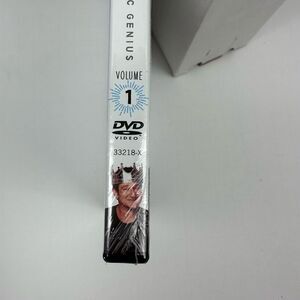 C GENIUS
VOLUME
1
DVD
VIDEO
33218-X